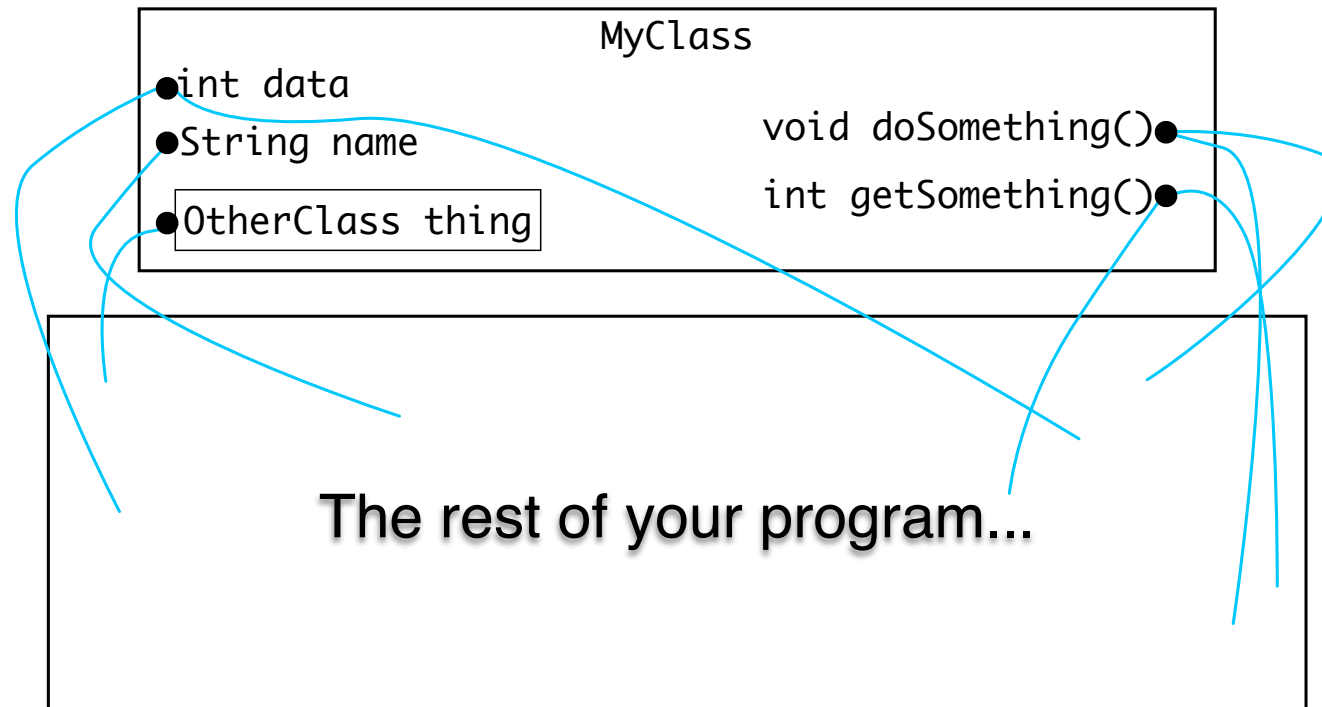 MyClass
int data
String name
OtherClass thing
void doSomething()
int getSomething()
The rest of your program...